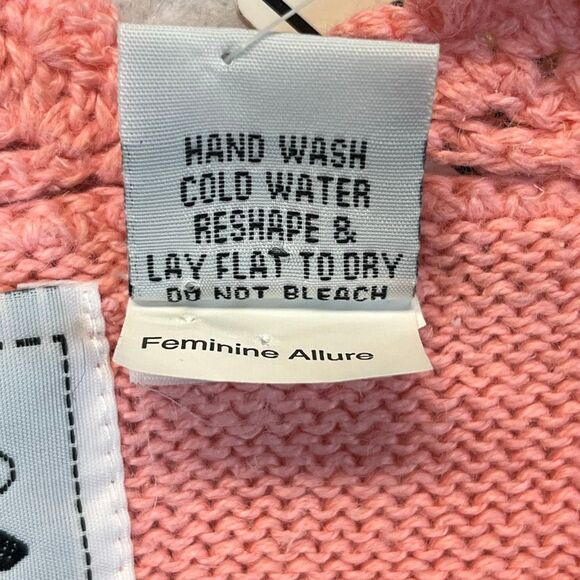 HAND WASH
COLD WATER
RESHAPE &
LAY FLAT TO DRY
DO NOT BLEACH
Feminine Allure